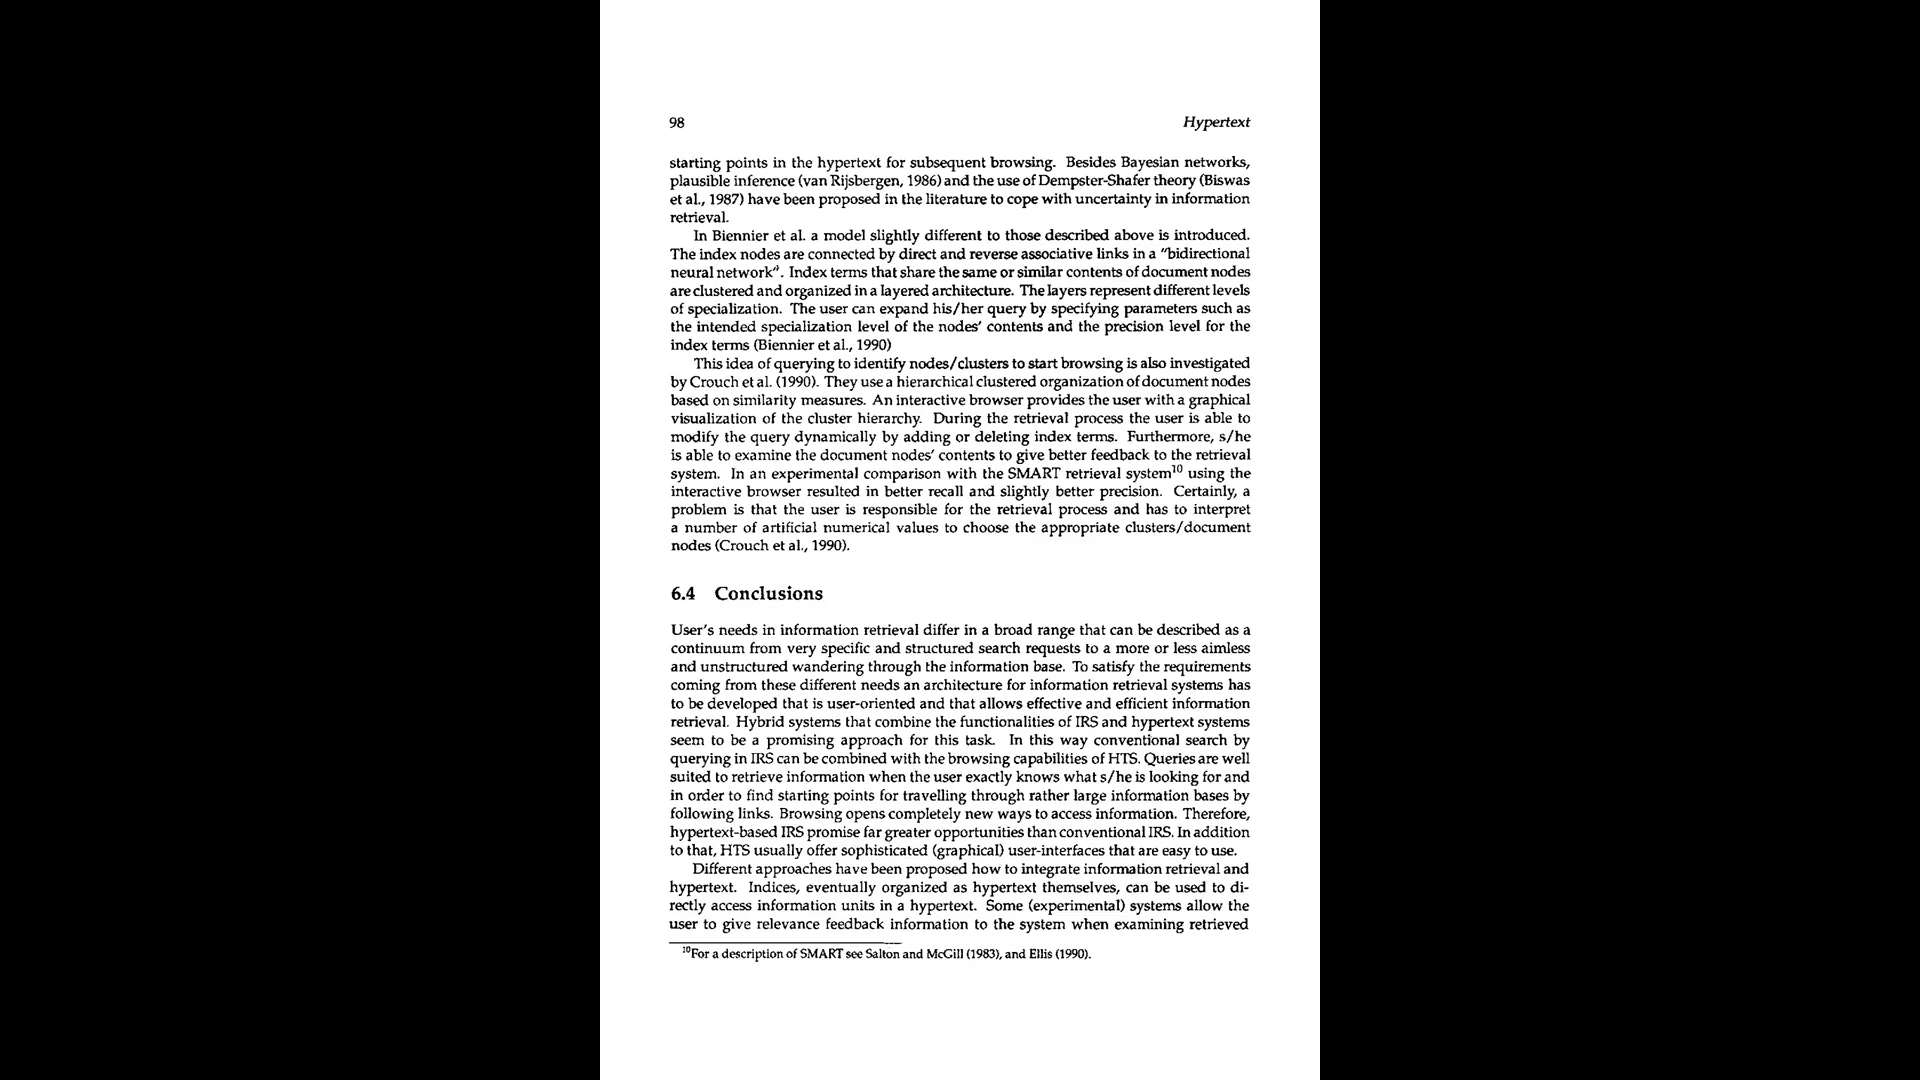 98 Hypertext
starting points in the hypertext for subsequent browsing. Besides Bayesian networks,
plausible inference (van Rijsbergen, 1986) and the use of Dempster-Shafer theory (Biswas
et al., 1987) have been proposed in the literature to cope with uncertainty in information
retrieval.
In Biennier et al. a model slightly different to those described above is introduced.
The index nodes are connected by direct and reverse associative links in a "bidirectional
neural network". Index terms that share the same or similar contents of document nodes
are clustered and organized in a layered architecture. The layers represent different levels
of specialization. The user can expand his/her query by specifying parameters such as
the intended specialization level of the nodes' contents and the precision level for the
index terms (Biennier et al., 1990)
This idea of querying to identify nodes/clusters to start browsing is also investigated
by Crouch et al. (1990). They use a hierarchical clustered organization of document nodes
based on similarity measures. An interactive browser provides the user with a graphical
visualization of the cluster hierarchy. During the retrieval process the user is able to
modify the query dynamically by adding or deleting index terms. Furthermore, s/he
is able to examine the document nodes' contents to give better feedback to the retrieval
system. In an experimental comparison with the SMART retrieval system¹⁰ using the
interactive browser resulted in better recall and slightly better precision. Certainly, a
problem is that the user is responsible for the retrieval process and has to interpret
a number of artificial numerical values to choose the appropriate clusters/document
nodes (Crouch et al., 1990).
6.4 Conclusions
User's needs in information retrieval differ in a broad range that can be described as a
continuum from very specific and structured search requests to a more or less aimless
and unstructured wandering through the information base. To satisfy the requirements
coming from these different needs an architecture for information retrieval systems has
to be developed that is user-oriented and that allows effective and efficient information
retrieval. Hybrid systems that combine the functionalities of IRS and hypertext systems
seem to be a promising approach for this task. In this way conventional search by
querying in IRS can be combined with the browsing capabilities of HTS. Queries are well
suited to retrieve information when the user exactly knows what s/he is looking for and
in order to find starting points for travelling through rather large information bases by
following links. Browsing opens completely new ways to access information. Therefore,
hypertext-based IRS promise far greater opportunities than conventional IRS. In addition
to that, HTS usually offer sophisticated (graphical) user-interfaces that are easy to use.
Different approaches have been proposed how to integrate information retrieval and
hypertext. Indices, eventually organized as hypertext themselves, can be used to di-
rectly access information units in a hypertext. Some (experimental) systems allow the
user to give relevance feedback information to the system when examining retrieved
¹⁰For a description of SMART see Salton and McGill (1983), and Ellis (1990).